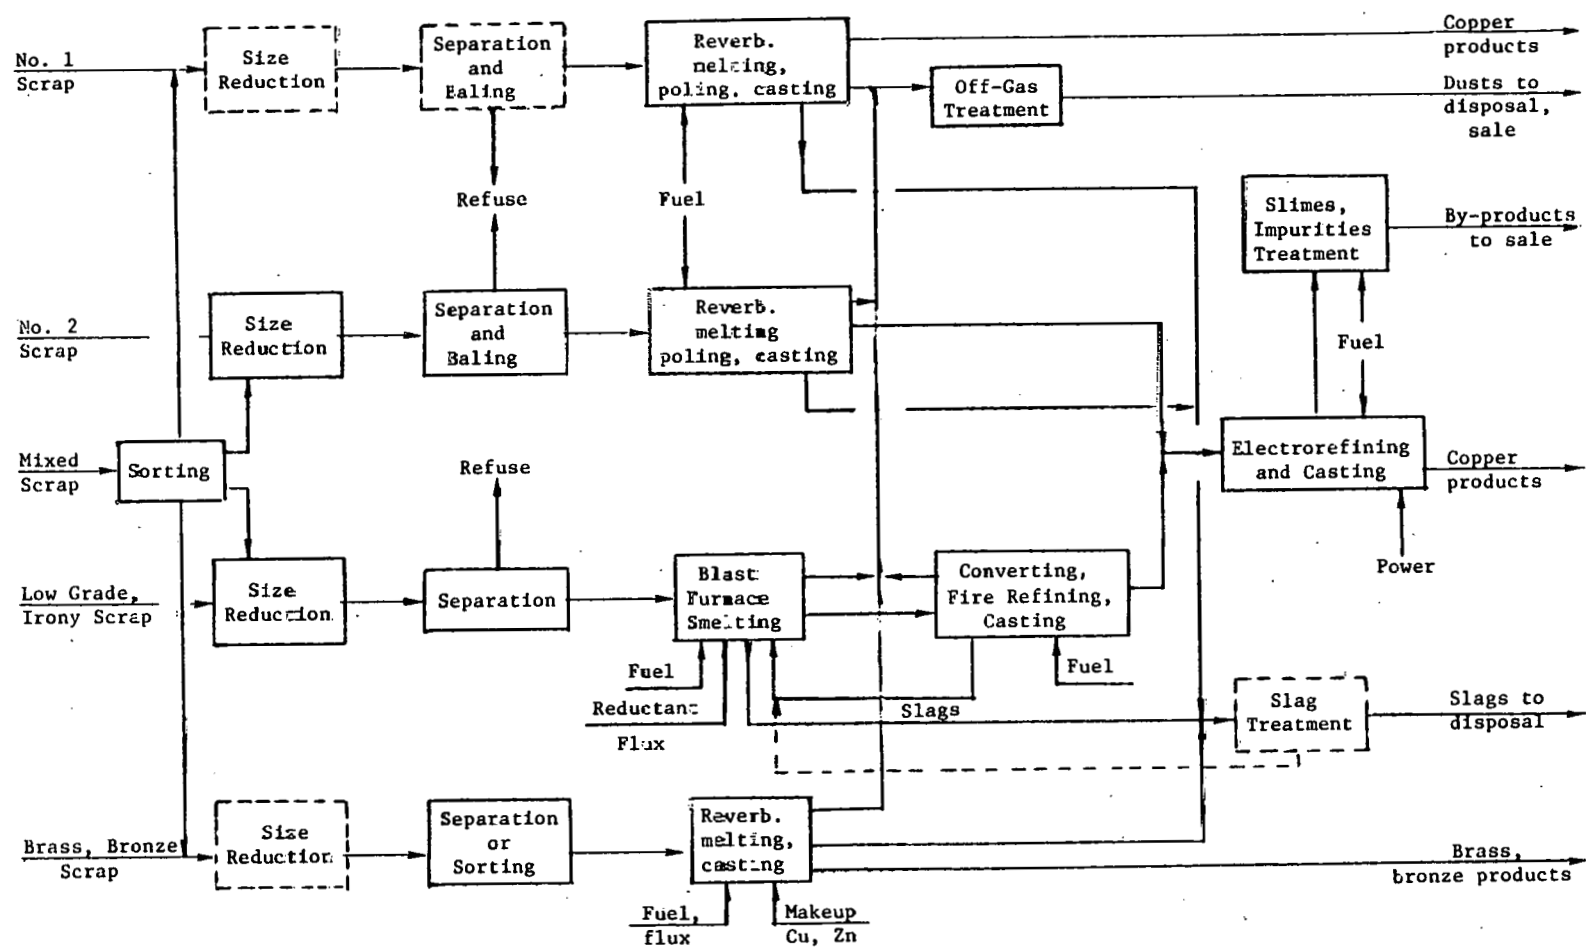 No. 1
Scrap
Size
Reduction
Separation
and
Ealing
Reverb.
melting,
poling, casting
Copper
products
Off-Gas
Treatment
Dusts to
disposal,
sale
Refuse
Fuel
Slimes,
Impurities
Treatment
By-products
to sale
No. 2
Scrap
Size
Reduction
Separation
and
Baling
Reverb.
melting
poling, casting
Fuel
Mixed
Scrap
Sorting
Refuse
Electrorefining
and Casting
Copper
products
Power
Low Grade,
Irony Scrap
Size
Reduction
Separation
Blast
Furnace
Smelting
Converting,
Fire Refining,
Casting
Fuel
Fuel
Reductant
Flux
Slags
Slag
Treatment
Slags to
disposal
Brass, Bronze
Scrap
Size
Reduction
Separation
or
Sorting
Reverb.
melting,
casting
Brass,
bronze products
Fuel,
flux
Makeup
Cu, Zn